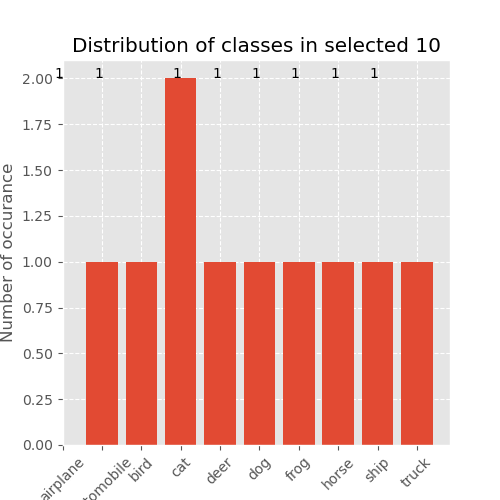 Distribution of classes in selected 10
1 1 1 1 1 1 1 1
2.00
1.75
1.50
1.25
1.00
0.75
0.50
0.25
0.00
Number of occurance
airplane
tomobile
bird
cat
deer
dog
frog
horse
ship
truck